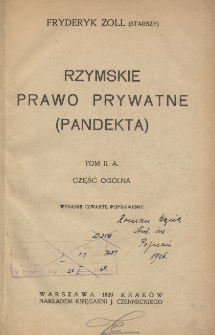 FRYDERYK ZOLL (STARSZY)
RZYMSKIE
PRAWO PRYWATNE
(PANDEKTA)
TOM II. A.
CZĘŚĆ OGÓLNA
WYDANIE CZWARTE POPRAWIONE
Roman
WARSZAWA 1920 KRAKÓW
NAKŁADEM KSIĘGARNI J. CZERNECKIEGO